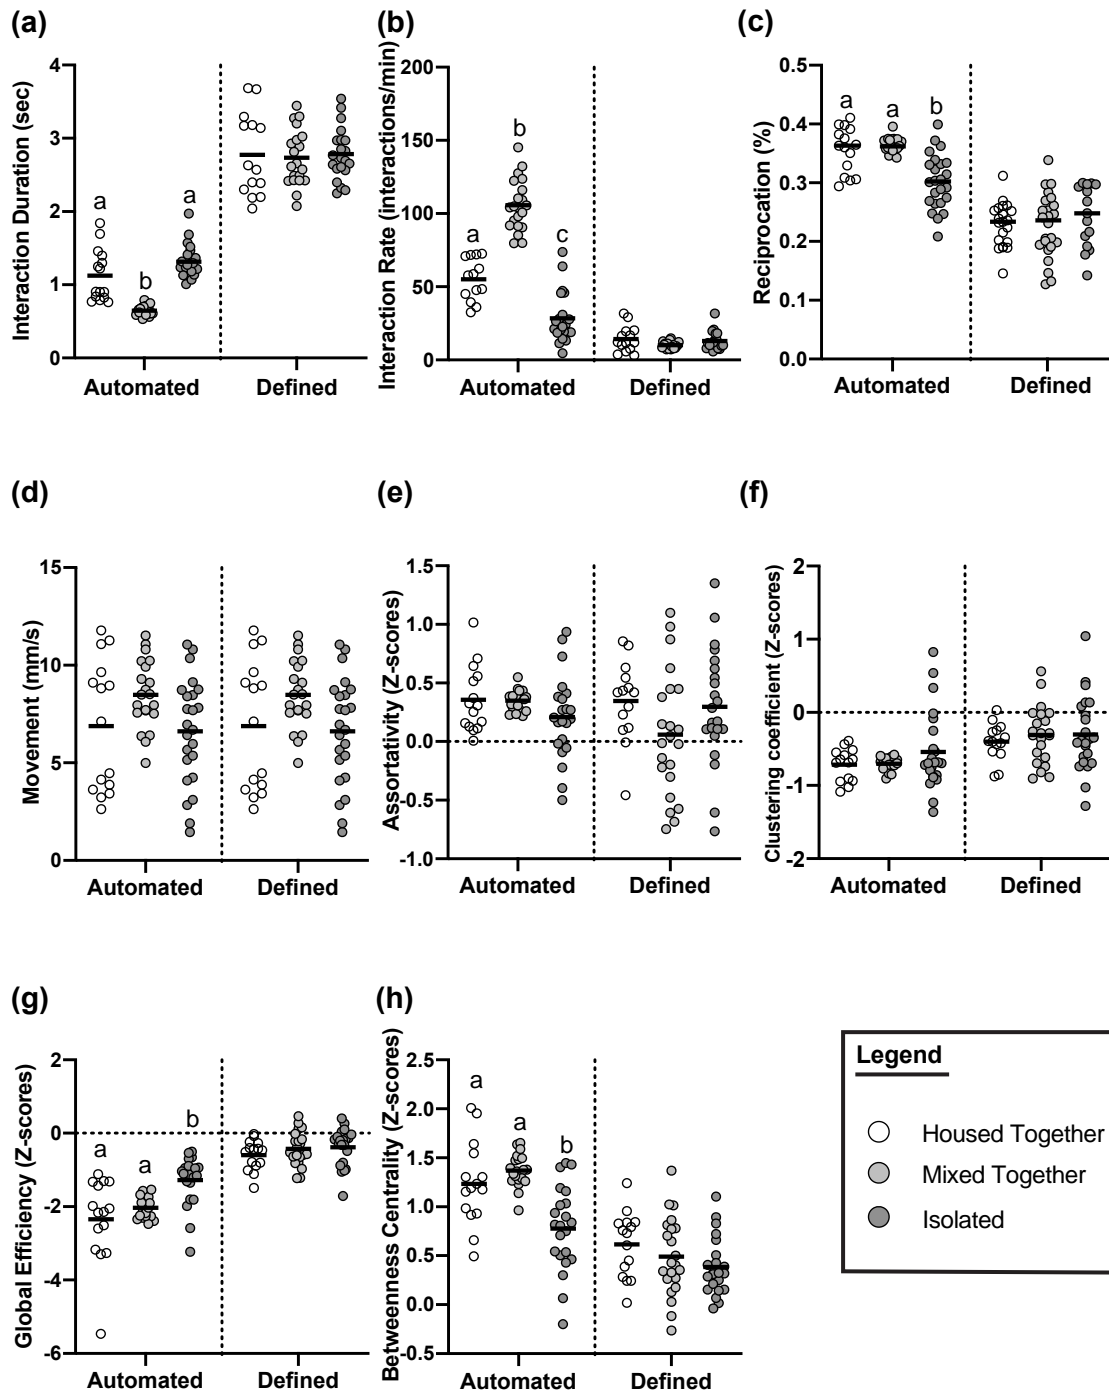 (a)
(b)
(c)
Interaction Duration (sec)
4
3
2
1
0
a
b
a
Automated
Defined
Interaction Rate (interactions/min)
200
150
100
50
0
a
b
c
Automated
Defined
Reciprocation (%)
0.5
0.4
0.3
0.2
0.1
0.0
a
a
b
Automated
Defined
(d)
(e)
(f)
Movement (mm/s)
15
10
5
0
Automated
Defined
Assortativity (Z-scores)
1.5
1.0
0.5
0.0
-0.5
-1.0
Automated
Defined
Clustering coefficient (Z-scores)
2
1
0
-1
-2
Automated
Defined
(g)
(h)
Global Efficiency (Z-scores)
2
0
-2
-4
-6
a
a
b
Automated
Defined
Betweenness Centrality (Z-scores)
2.5
2.0
1.5
1.0
0.5
0.0
-0.5
a
a
b
Automated
Defined
Legend
Housed Together
Mixed Together
Isolated